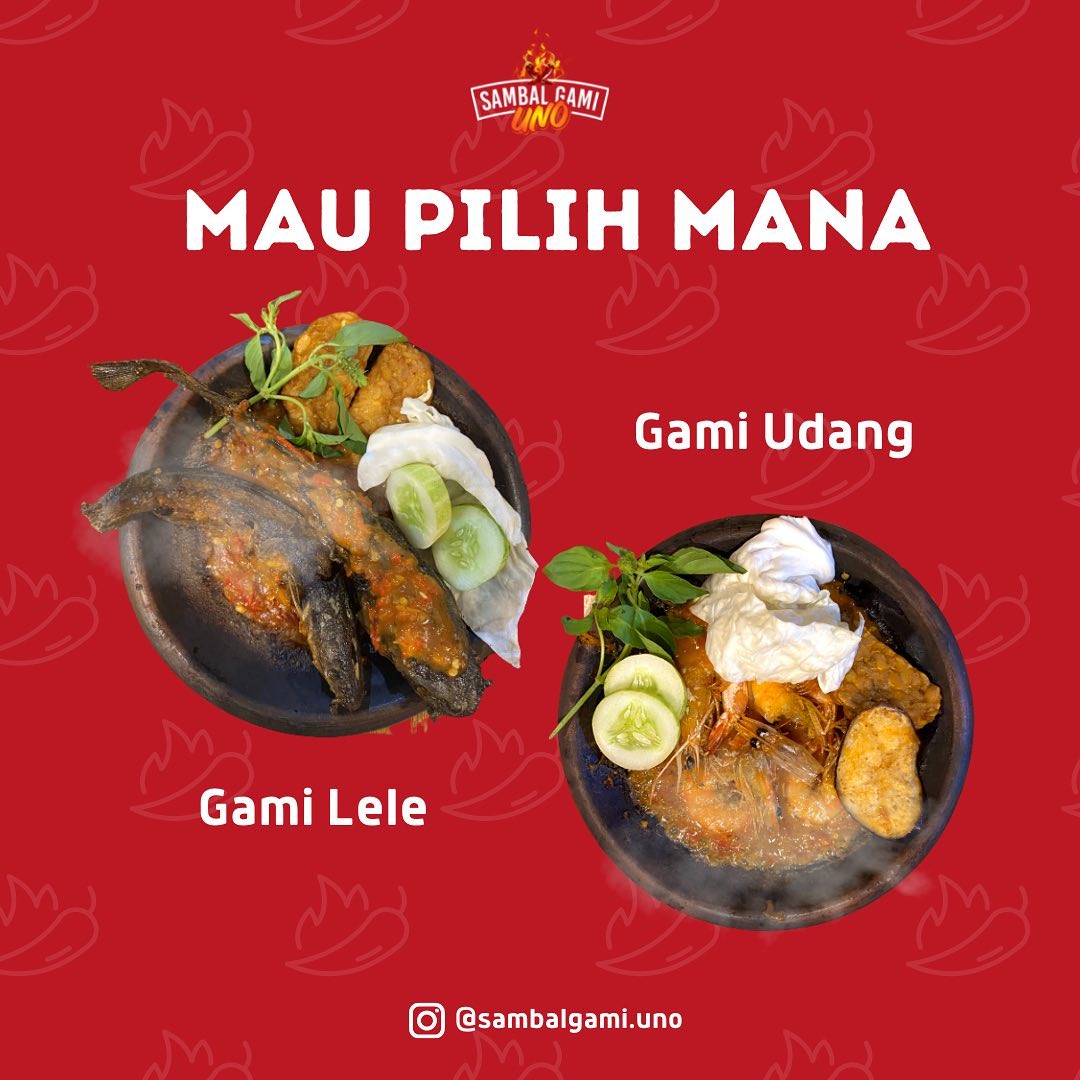 SAMBAL GAMI
UNO
MAU PILIH MANA
Gami Udang
Gami Lele
@sambalgami.uno